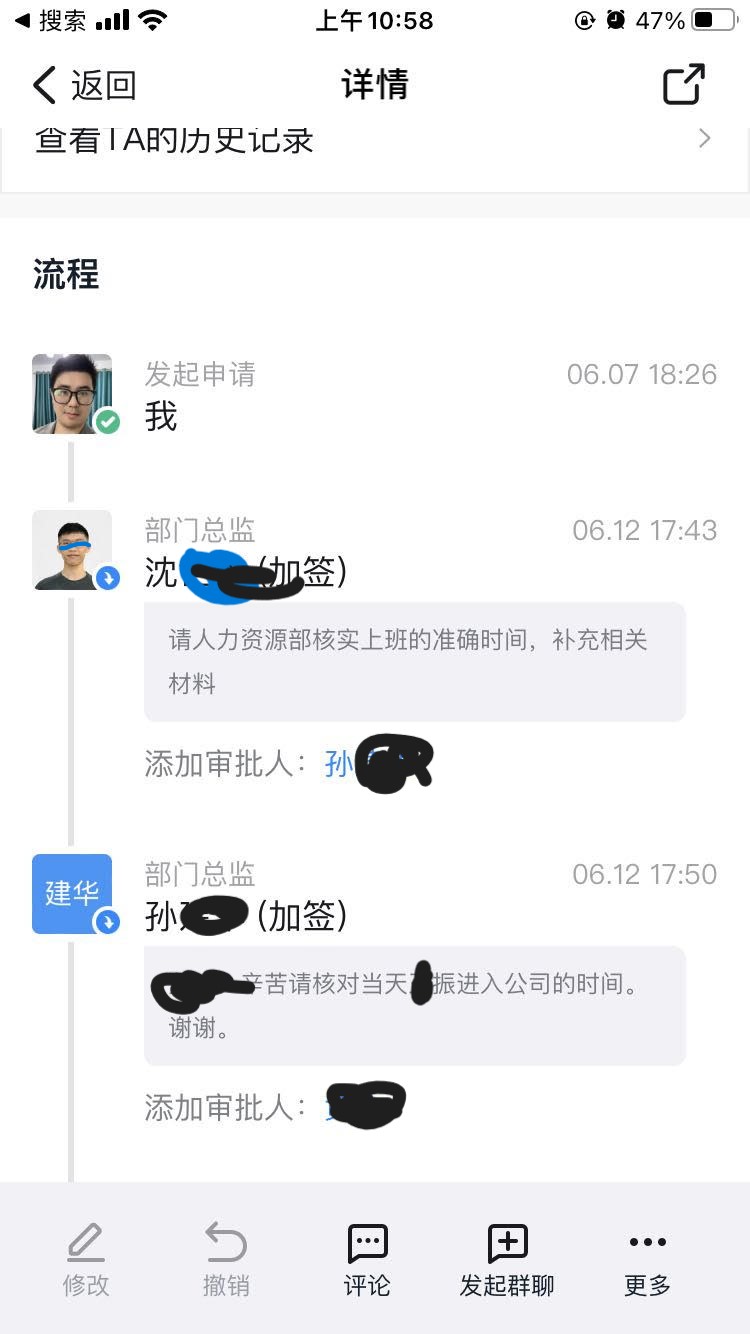 搜索 上午10:58 47%
返回 详情
查看TA的历史记录
流程
发起申请 06.07 18:26
我
部门总监 06.12 17:43
沈 (加签)
请人力资源部核实上班的准确时间，补充相关
材料
添加审批人： 孙
建华
部门总监 06.12 17:50
孙 (加签)
辛苦请核对当天 振进入公司的时间。
谢谢。
添加审批人：
修改 撤销 评论 发起群聊 更多